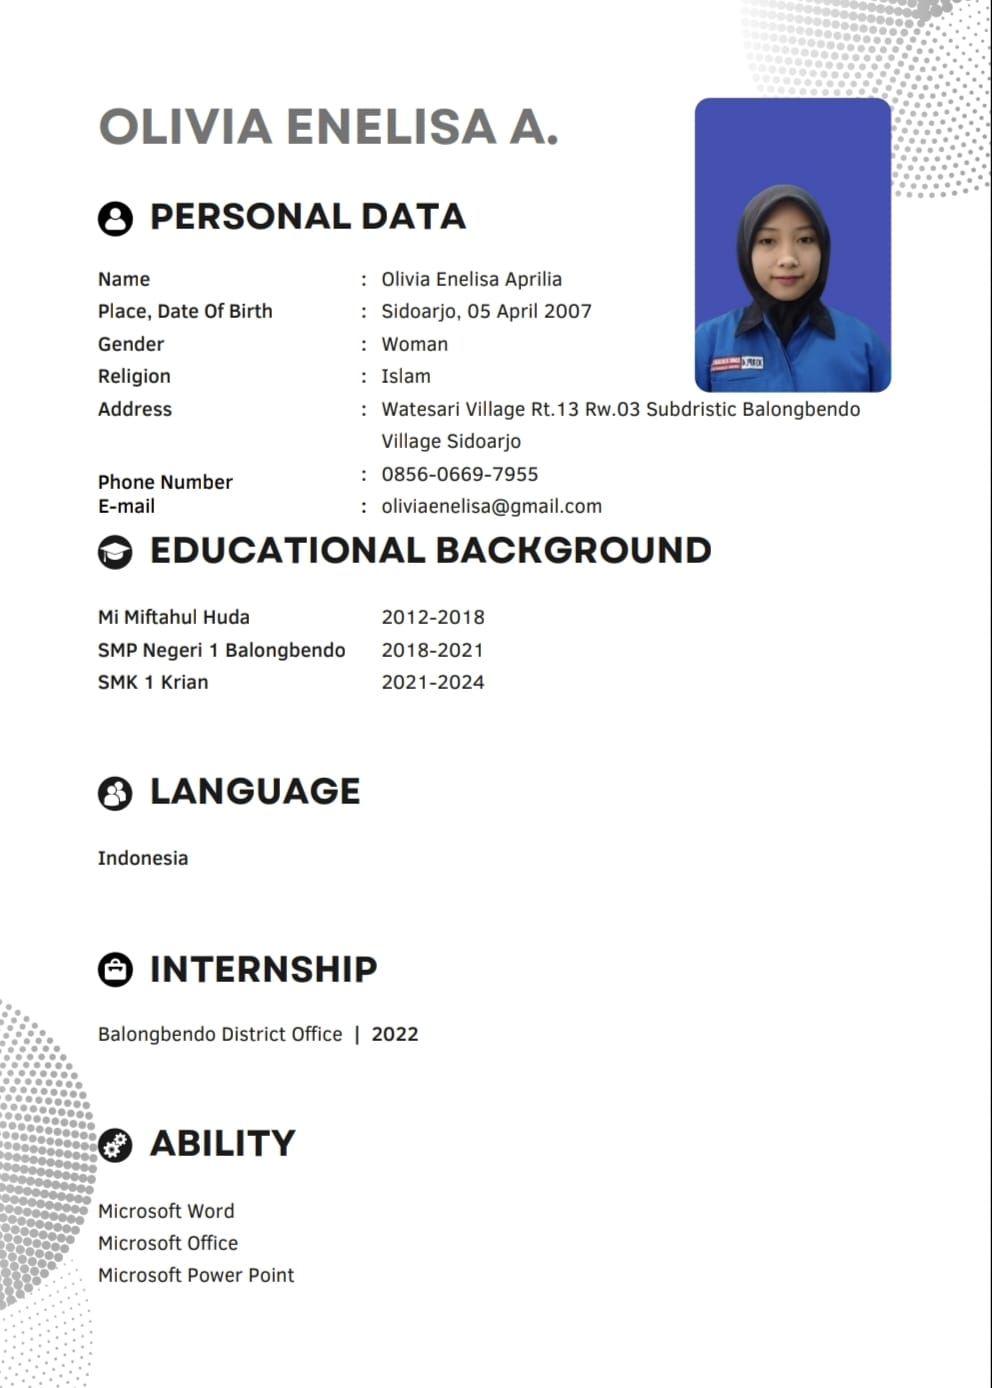 OLIVIA ENELISA A.
PERSONAL DATA
Name : Olivia Enelisa Aprilia
Place, Date Of Birth : Sidoarjo, 05 April 2007
Gender : Woman
Religion : Islam
Address : Watesari Village Rt.13 Rw.03 Subdristic Balongbendo
Village Sidoarjo
Phone Number : 0856-0669-7955
E-mail : oliviaenelisa@gmail.com
EDUCATIONAL BACKGROUND
Mi Miftahul Huda 2012-2018
SMP Negeri 1 Balongbendo 2018-2021
SMK 1 Krian 2021-2024
LANGUAGE
Indonesia
INTERNSHIP
Balongbendo District Office | 2022
ABILITY
Microsoft Word
Microsoft Office
Microsoft Power Point